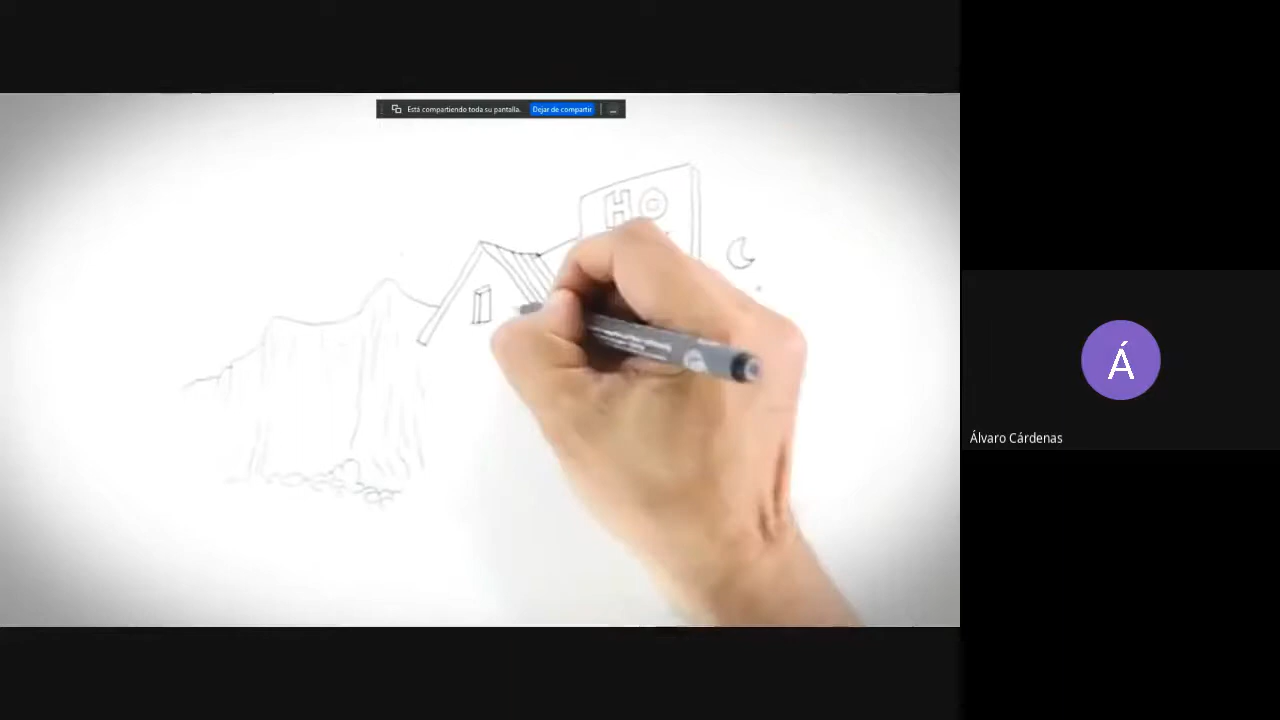 Está compartiendo toda su pantalla. Dejar de compartir
HO
Á
Álvaro Cárdenas